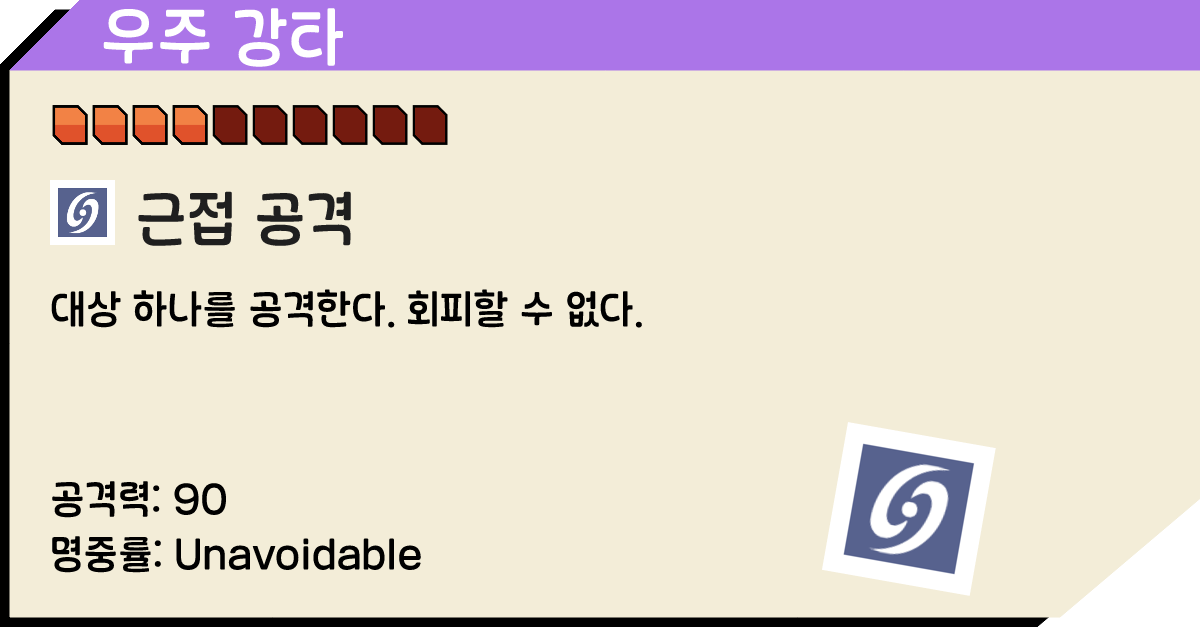 우주 강타
근접 공격
대상 하나를 공격한다. 회피할 수 없다.
공격력: 90
명중률: Unavoidable